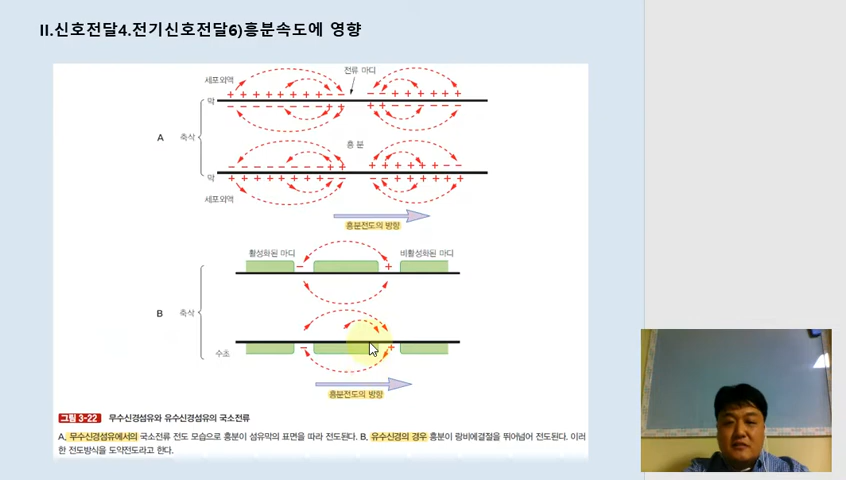 II.신호전달4.전기신호전달6)흥분속도에 영향
전류 마디
세포외액
+ + + + + + + + + − −
− − + + + + + + +
막
− − − − − − − − − + +
+ + − − − − − − −
A
축삭
흥 분
− − − − − − − − − + +
+ + + + + + + − −
막
+ + + + + + + + + − −
− − − − − − − + +
세포외액
흥분전도의 방향
활성화된 마디
비활성화된 마디
− +
B
축삭
수초
− +
흥분전도의 방향
그림 3-22 무수신경섬유와 유수신경섬유의 국소전류
A, 무수신경섬유에서의 국소전류 전도 모습으로 흥분이 섬유막의 표면을 따라 전도된다. B, 유수신경의 경우 흥분이 랑비에결절을 뛰어넘어 전도된다. 이러
한 전도방식을 도약전도라고 한다.